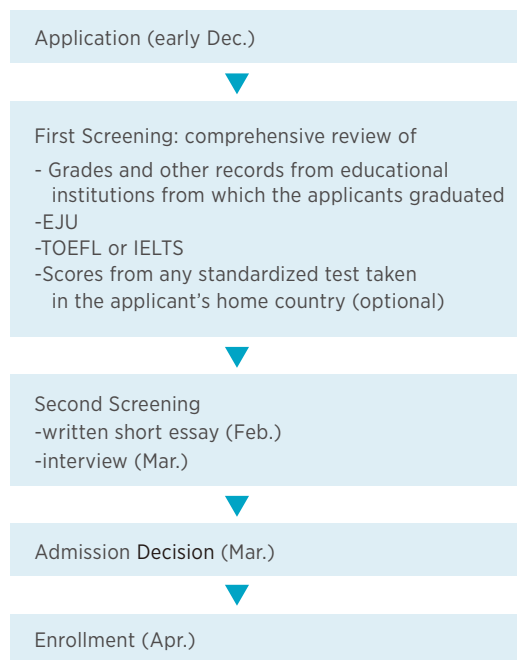 Application (early Dec.)
First Screening: comprehensive review of
- Grades and other records from educational
institutions from which the applicants graduated
-EJU
-TOEFL or IELTS
-Scores from any standardized test taken
in the applicant's home country (optional)
Second Screening
-written short essay (Feb.)
-interview (Mar.)
Admission Decision (Mar.)
Enrollment (Apr.)